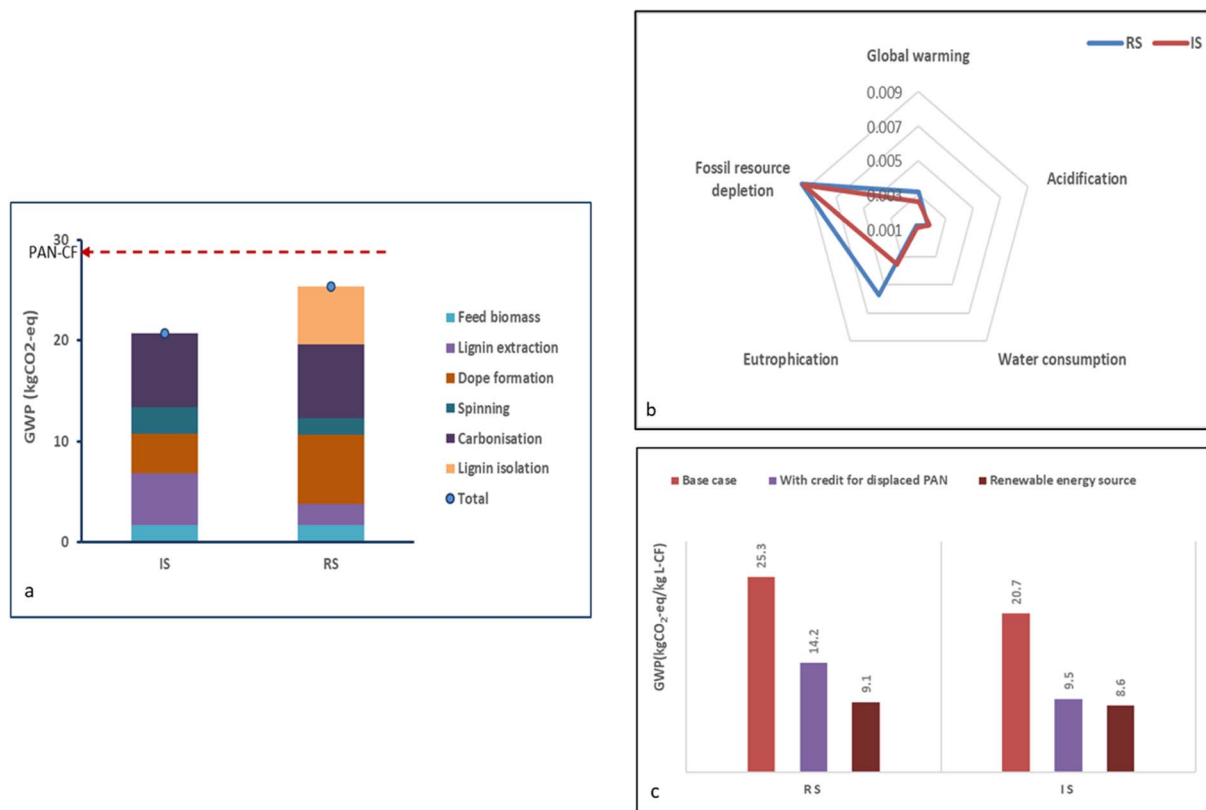 30
PAN-CF
20
10
0
GWP (kgCO2-eq)
IS
RS
Feed biomass
Lignin extraction
Dope formation
Spinning
Carbonisation
Lignin isolation
Total
a
RS
IS
Global warming
0.009
0.007
0.005
0.003
0.001
Fossil resource
depletion
Acidification
Eutrophication
Water consumption
b
Base case
With credit for displaced PAN
Renewable energy source
GWP(kgCO₂-eq/kg L-CF)
25.3
14.2
9.1
20.7
9.5
8.6
RS
IS
c